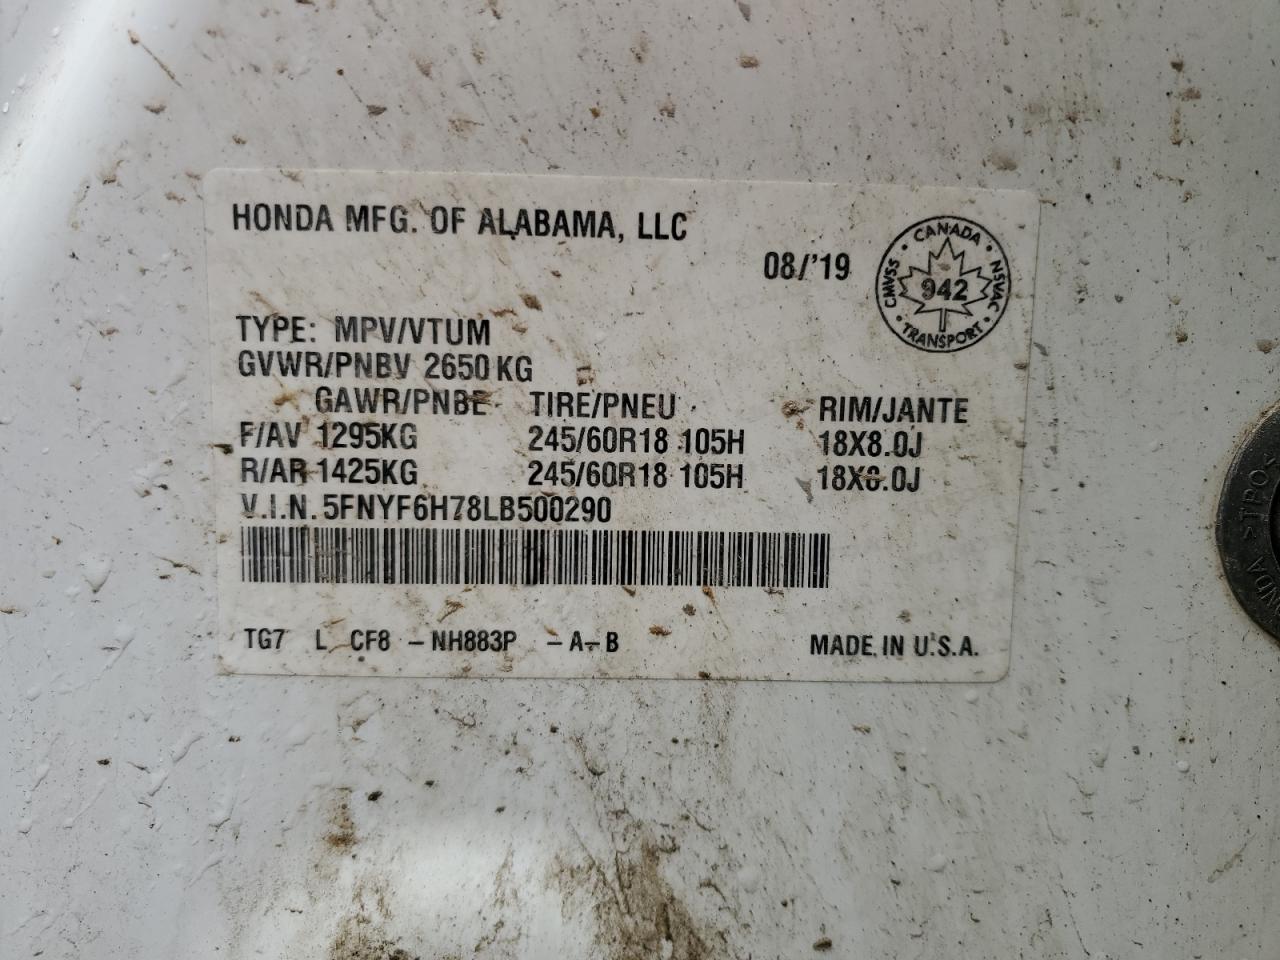 HONDA MFG. OF ALABAMA, LLC
08/'19
CANADA
CMVSS
NSVAC
942
TRANSPORT
TYPE: MPV/VTUM
GVWR/PNBV 2650 KG
GAWR/PNBE TIRE/PNEU RIM/JANTE
F/AV 1295KG 245/60R18 105H 18X8.0J
R/AR 1425KG 245/60R18 105H 18X8.0J
V.I.N. 5FNYF6H78LB500290
TG7 L CF8 -NH883P -A-B MADE IN U.S.A.